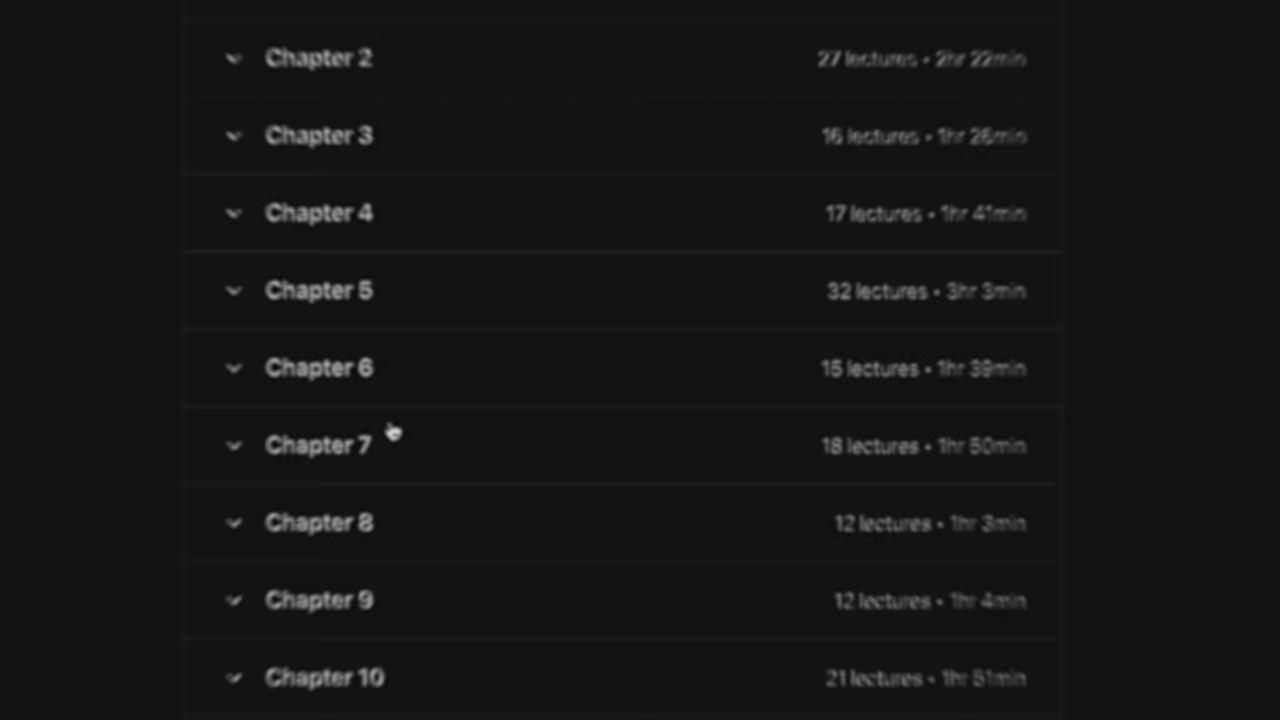 Chapter 2 27 lectures • 2hr 22min
Chapter 3 16 lectures • 1hr 26min
Chapter 4 17 lectures • 1hr 41min
Chapter 5 32 lectures • 3hr 3min
Chapter 6 15 lectures • 1hr 39min
Chapter 7 18 lectures • 1hr 50min
Chapter 8 12 lectures • 1hr 3min
Chapter 9 12 lectures • 1hr 4min
Chapter 10 21 lectures • 1hr 51min